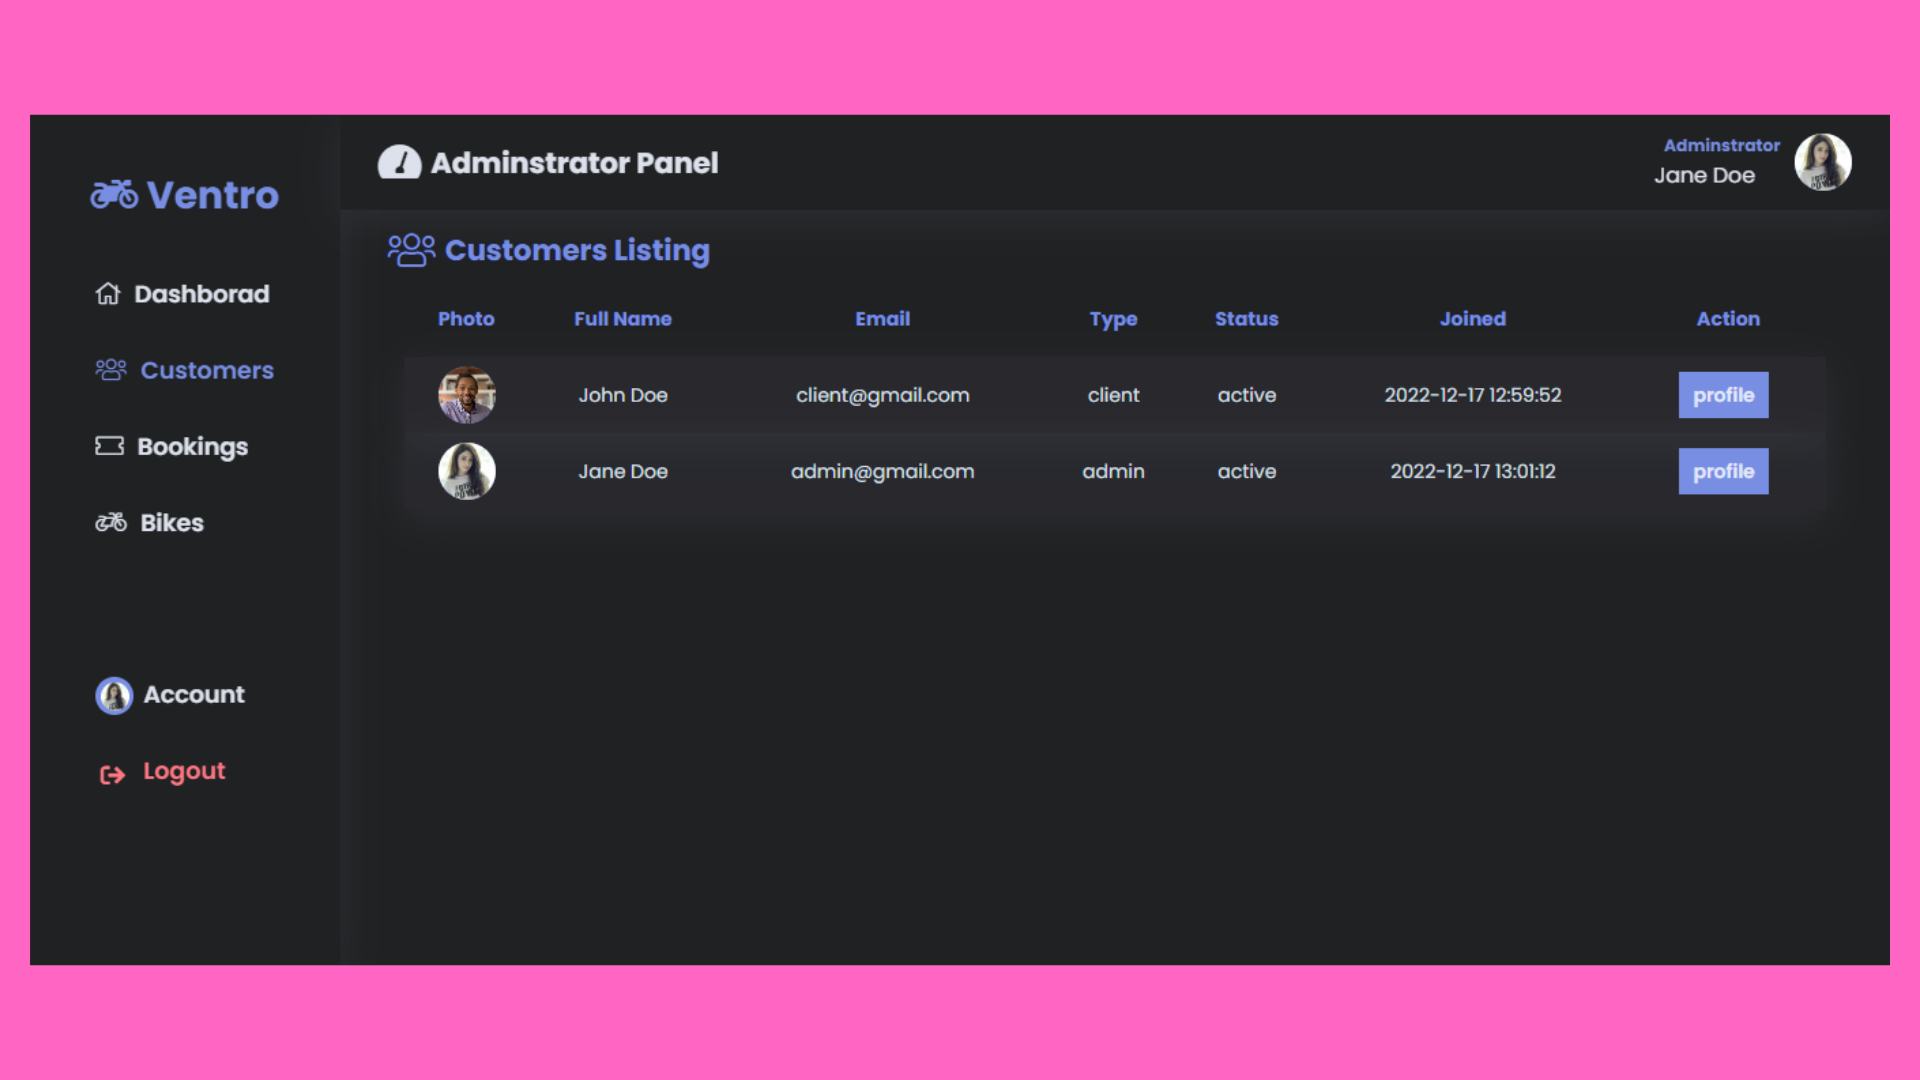 Ventro
Dashborad
Customers
Bookings
Bikes
Account
Logout
Adminstrator Panel
Adminstrator
Jane Doe
Customers Listing
Photo Full Name Email Type Status Joined Action
John Doe client@gmail.com client active 2022-12-17 12:59:52 profile
Jane Doe admin@gmail.com admin active 2022-12-17 13:01:12 profile